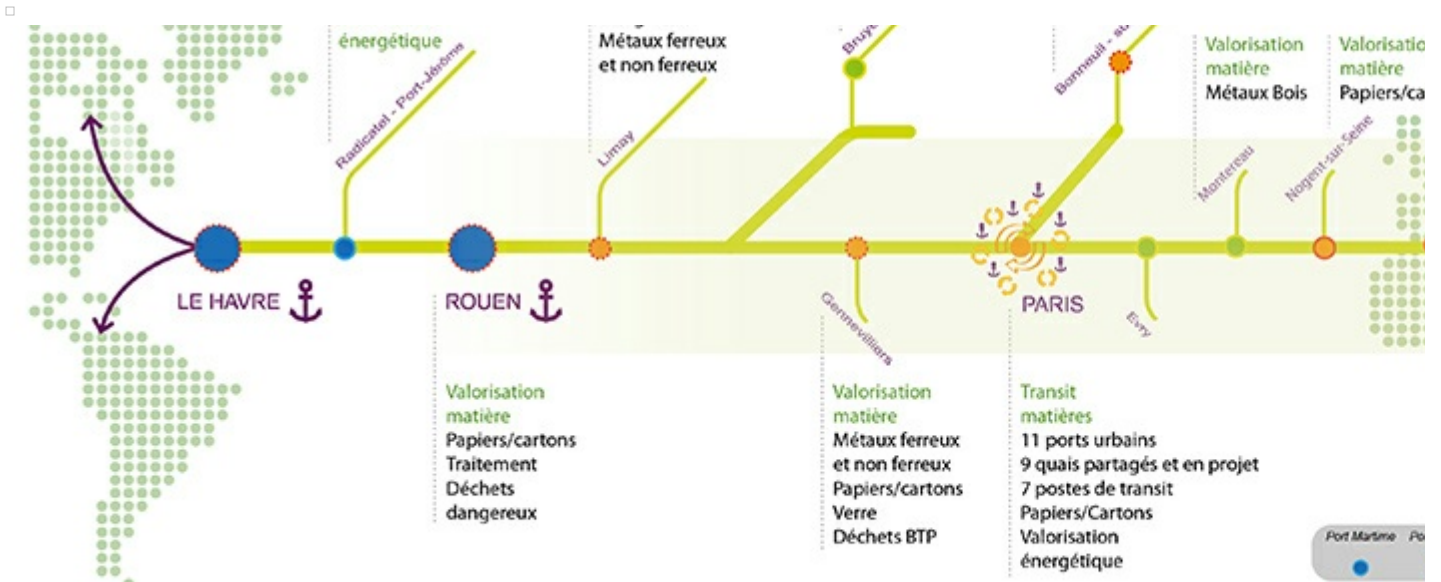 énergétique
Métaux ferreux
et non ferreux
Valorisation
matière
Métaux Bois
matière
Radicatel - Port-Jérôme
Limay
Bonneuil -
Montereau
Nogent-sur-Seine
LE HAVRE
ROUEN
Gennevilliers
PARIS
Evry
Valorisation
matière
Papiers/cartons
Traitement
Déchets
dangereux
Valorisation
matière
Métaux ferreux
et non ferreux
Papiers/cartons
Verre
Déchets BTP
Transit
matières
11 ports urbains
9 quais partagés et en projet
7 postes de transit
Papiers/Cartons
Valorisation
énergétique
Port Martime